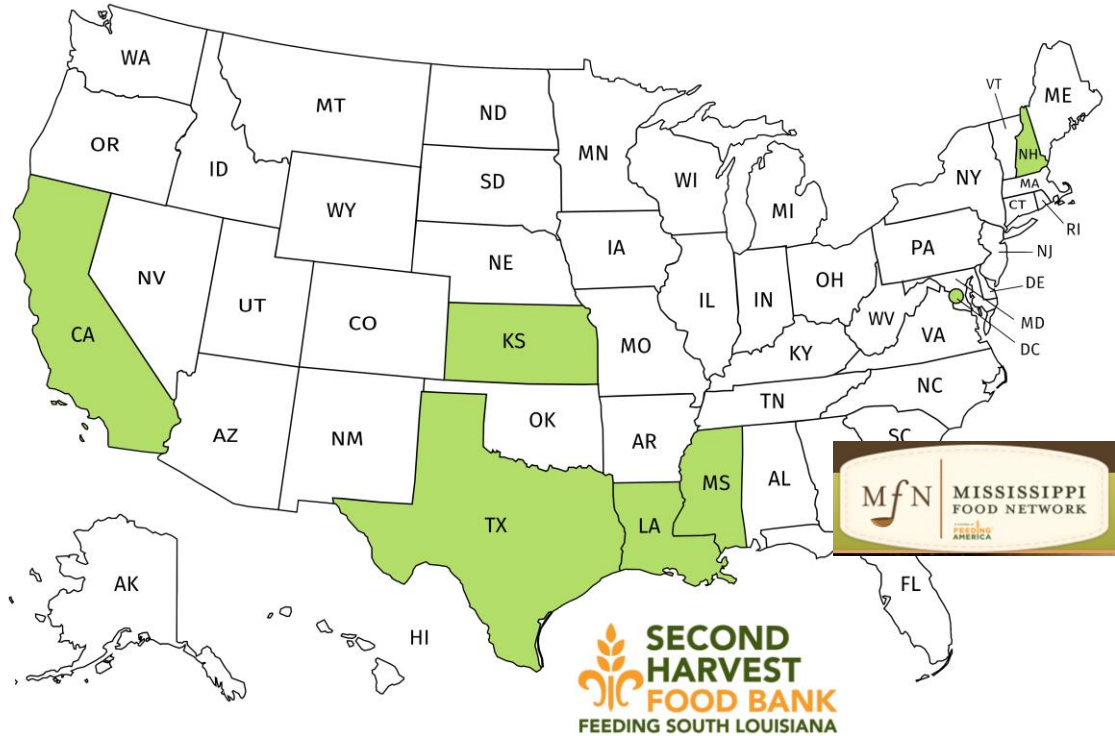 WA
MT
ND
MN
VT
ME
OR
ID
SD
WI
NH
NY
MA
WY
MI
CT
RI
IA
PA
NJ
NV
NE
OH
DE
UT
IL
IN
CA
CO
WV
MD
KS
MO
VA
DC
KY
NC
TN
OK
AZ
NM
AR
SC
MS
AL
TX
LA
MfN
MISSISSIPPI
FOOD NETWORK
FEEDING
AMERICA
AK
FL
HI
SECOND
HARVEST
FOOD BANK
FEEDING SOUTH LOUISIANA